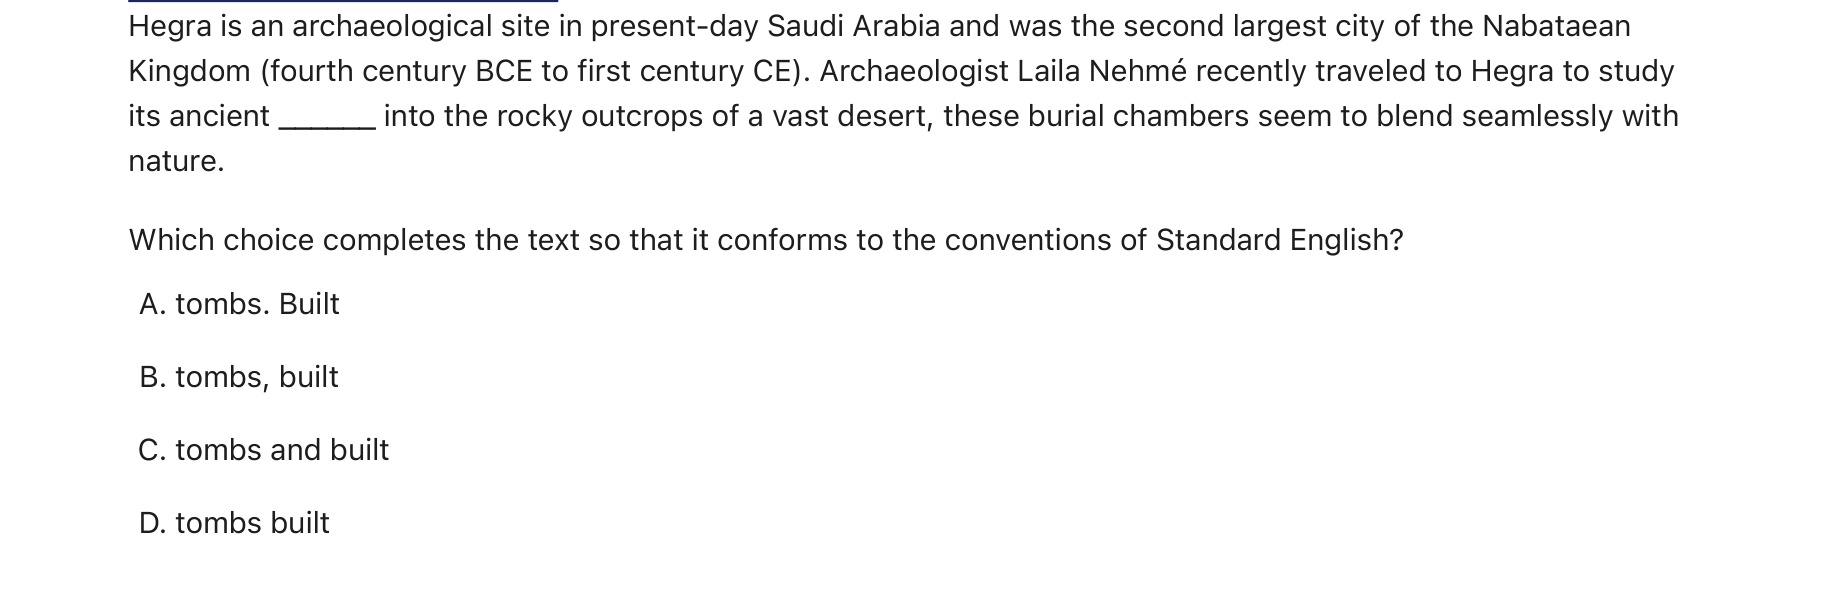 Hegra is an archaeological site in present-day Saudi Arabia and was the second largest city of the Nabataean
Kingdom (fourth century BCE to first century CE). Archaeologist Laila Nehmé recently traveled to Hegra to study
its ancient ______ into the rocky outcrops of a vast desert, these burial chambers seem to blend seamlessly with
nature.
Which choice completes the text so that it conforms to the conventions of Standard English?
A. tombs. Built
B. tombs, built
C. tombs and built
D. tombs built